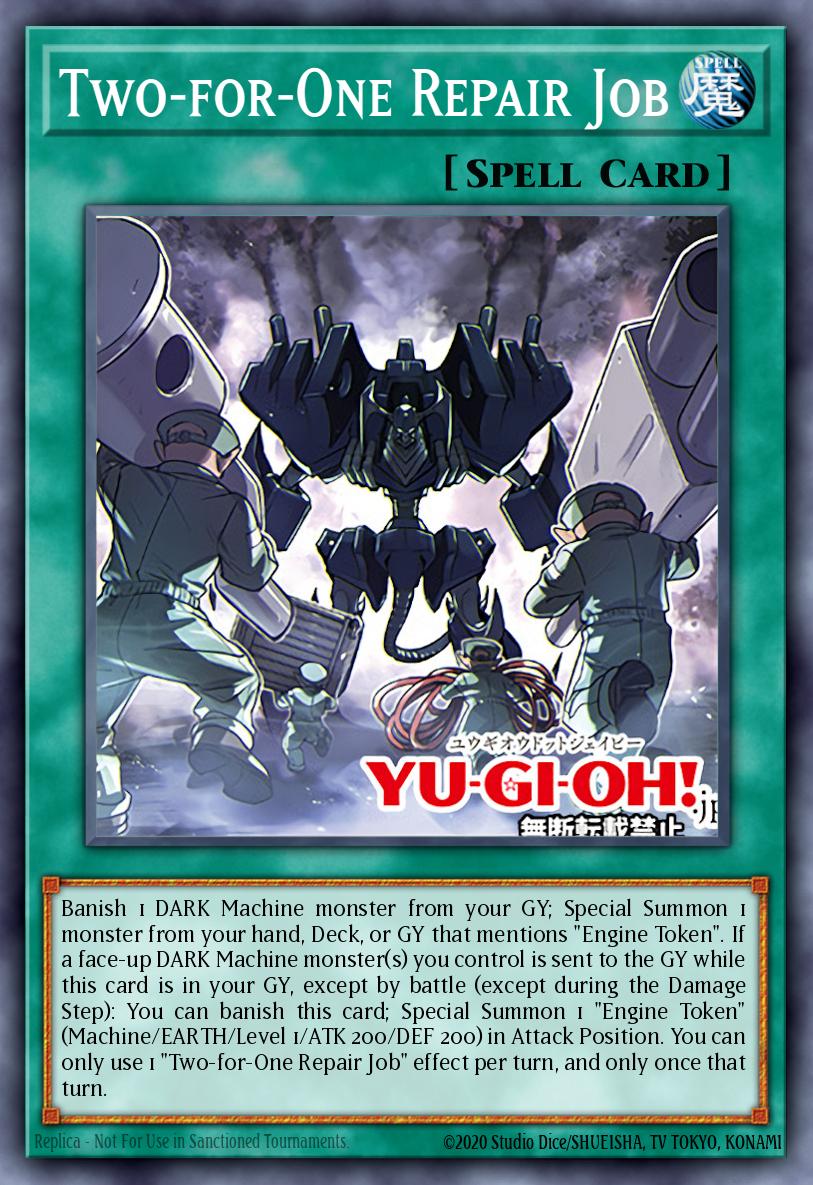 Two-for-One Repair Job
SPELL
魔
[ Spell Card ]
ユウギオウドットジェイピー
YU-GI-OH!
.jp
無断転載禁止
Banish 1 DARK Machine monster from your GY; Special Summon 1
monster from your hand, Deck, or GY that mentions "Engine Token". If
a face-up DARK Machine monster(s) you control is sent to the GY while
this card is in your GY, except by battle (except during the Damage
Step): You can banish this card; Special Summon 1 "Engine Token"
(Machine/EARTH/Level 1/ATK 200/DEF 200) in Attack Position. You can
only use 1 "Two-for-One Repair Job" effect per turn, and only once that
turn.
Replica - Not For Use in Sanctioned Tournaments.
©2020 Studio Dice/SHUEISHA, TV TOKYO, KONAMI